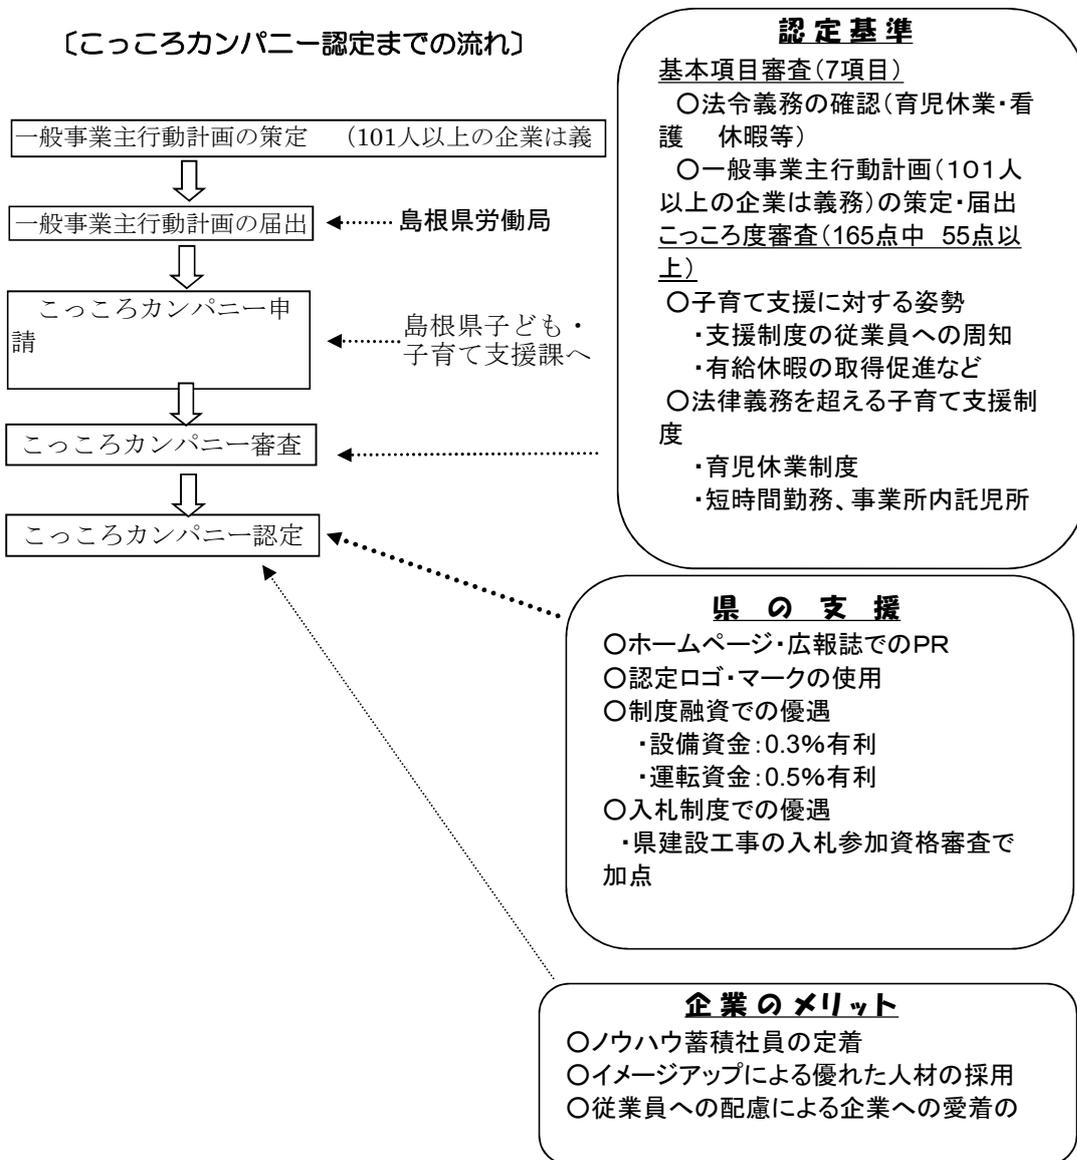 〔こっころカンパニー認定までの流れ〕
一般事業主行動計画の策定　（101人以上の企業は義
一般事業主行動計画の届出
島根県労働局
こっころカンパニー申
請
島根県子ども・
子育て支援課へ
こっころカンパニー審査
こっころカンパニー認定
認定基準
基本項目審査（7項目）
○法令義務の確認（育児休業・看
護　休暇等）
○一般事業主行動計画（101人
以上の企業は義務）の策定・届出
こっころ度審査（165点中　55点以
上）
○子育て支援に対する姿勢
・支援制度の従業員への周知
・有給休暇の取得促進など
○法律義務を超える子育て支援制
度
・育児休業制度
・短時間勤務、事業所内託児所
県の支援
○ホームページ・広報誌でのPR
○認定ロゴ・マークの使用
○制度融資での優遇
・設備資金：0.3％有利
・運転資金：0.5％有利
○入札制度での優遇
・県建設工事の入札参加資格審査で
加点
企業のメリット
○ノウハウ蓄積社員の定着
○イメージアップによる優れた人材の採用
○従業員への配慮による企業への愛着の